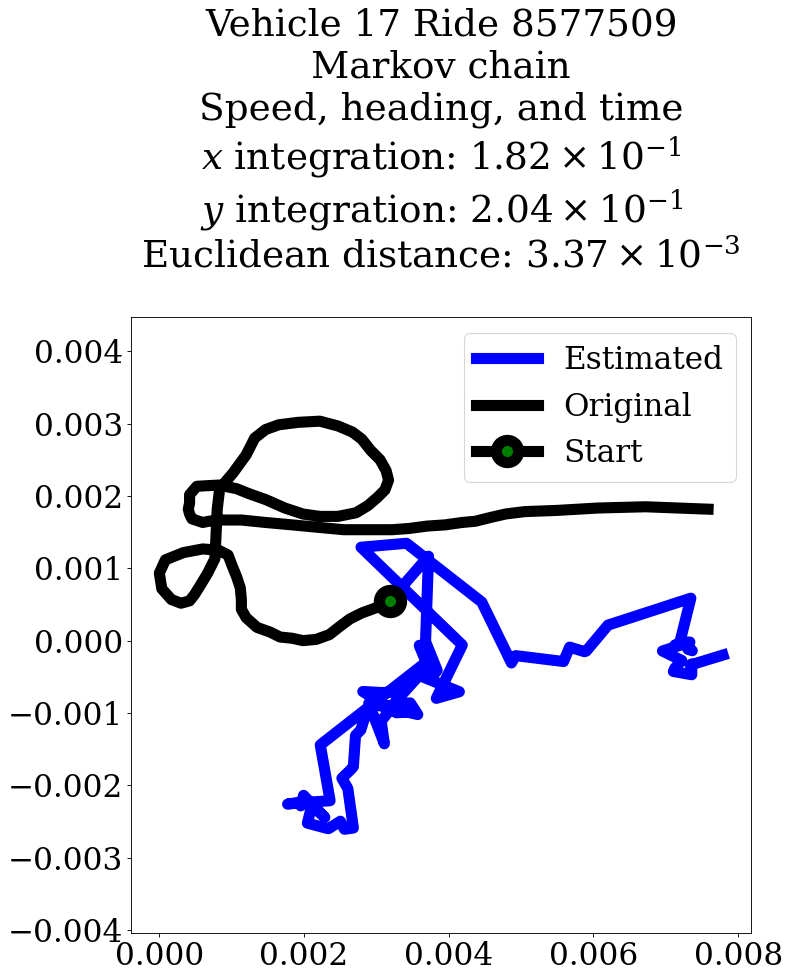 Vehicle 17 Ride 8577509
Markov chain
Speed, heading, and time
x integration: 1.82 × 10⁻¹
y integration: 2.04 × 10⁻¹
Euclidean distance: 3.37 × 10⁻³
Estimated
Original
Start
0.004
0.003
0.002
0.001
0.000
−0.001
−0.002
−0.003
−0.004
0.000 0.002 0.004 0.006 0.008